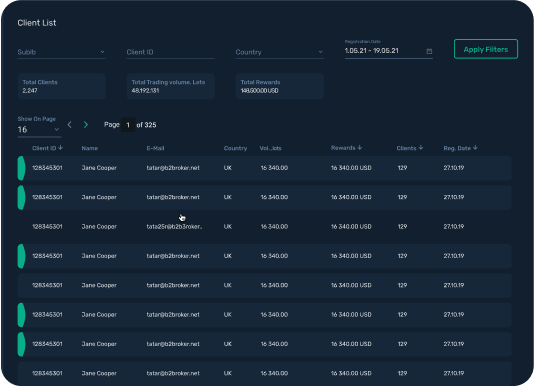 Client List
SubIb Client ID Country Registration Date 1.05.21 - 19.05.21 Apply Filters
Total Clients Total Trading volume. Lots Total Rewards
2,247 48,192,131 148,500.00 USD
Show On Page
16 Page 1 of 325
Client ID Name E-Mail Country Vol..lots Rewards Clients Reg. Date
128345301 Jane Cooper tatar@b2broker.net UK 16 340.00 16 340.00 USD 129 27.10.19
128345301 Jane Cooper tatar@b2broker.net UK 16 340.00 16 340.00 USD 129 27.10.19
128345301 Jane Cooper tata25r@b2b3roker.. UK 16 340.00 16 340.00 USD 129 27.10.19
128345301 Jane Cooper tatar@b2broker.net UK 16 340.00 16 340.00 USD 129 27.10.19
128345301 Jane Cooper tatar@b2broker.net UK 16 340.00 16 340.00 USD 129 27.10.19
128345301 Jane Cooper tatar@b2broker.net UK 16 340.00 16 340.00 USD 129 27.10.19
128345301 Jane Cooper tatar@b2broker.net UK 16 340.00 16 340.00 USD 129 27.10.19
128345301 Jane Cooper tatar@b2broker.net UK 16 340.00 16 340.00 USD 129 27.10.19